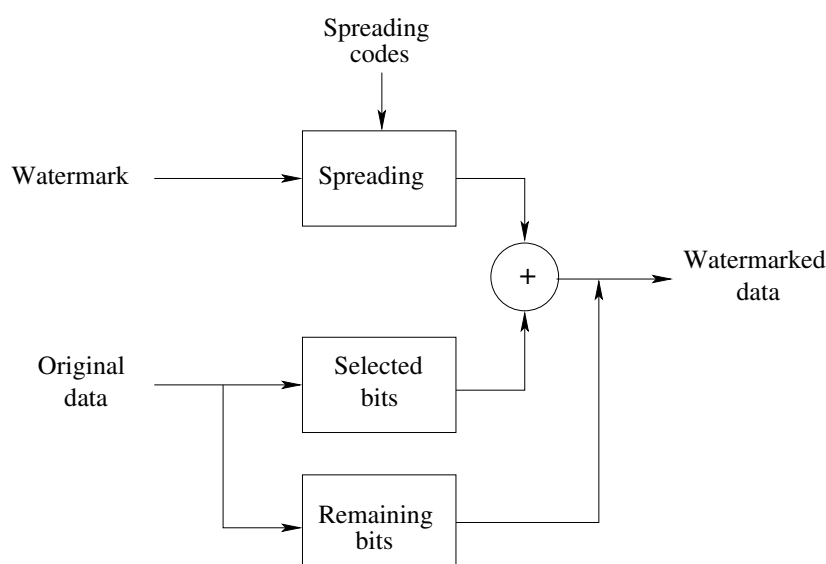 Spreading
codes
Watermark
Spreading
+
Watermarked
data
Original
data
Selected
bits
Remaining
bits